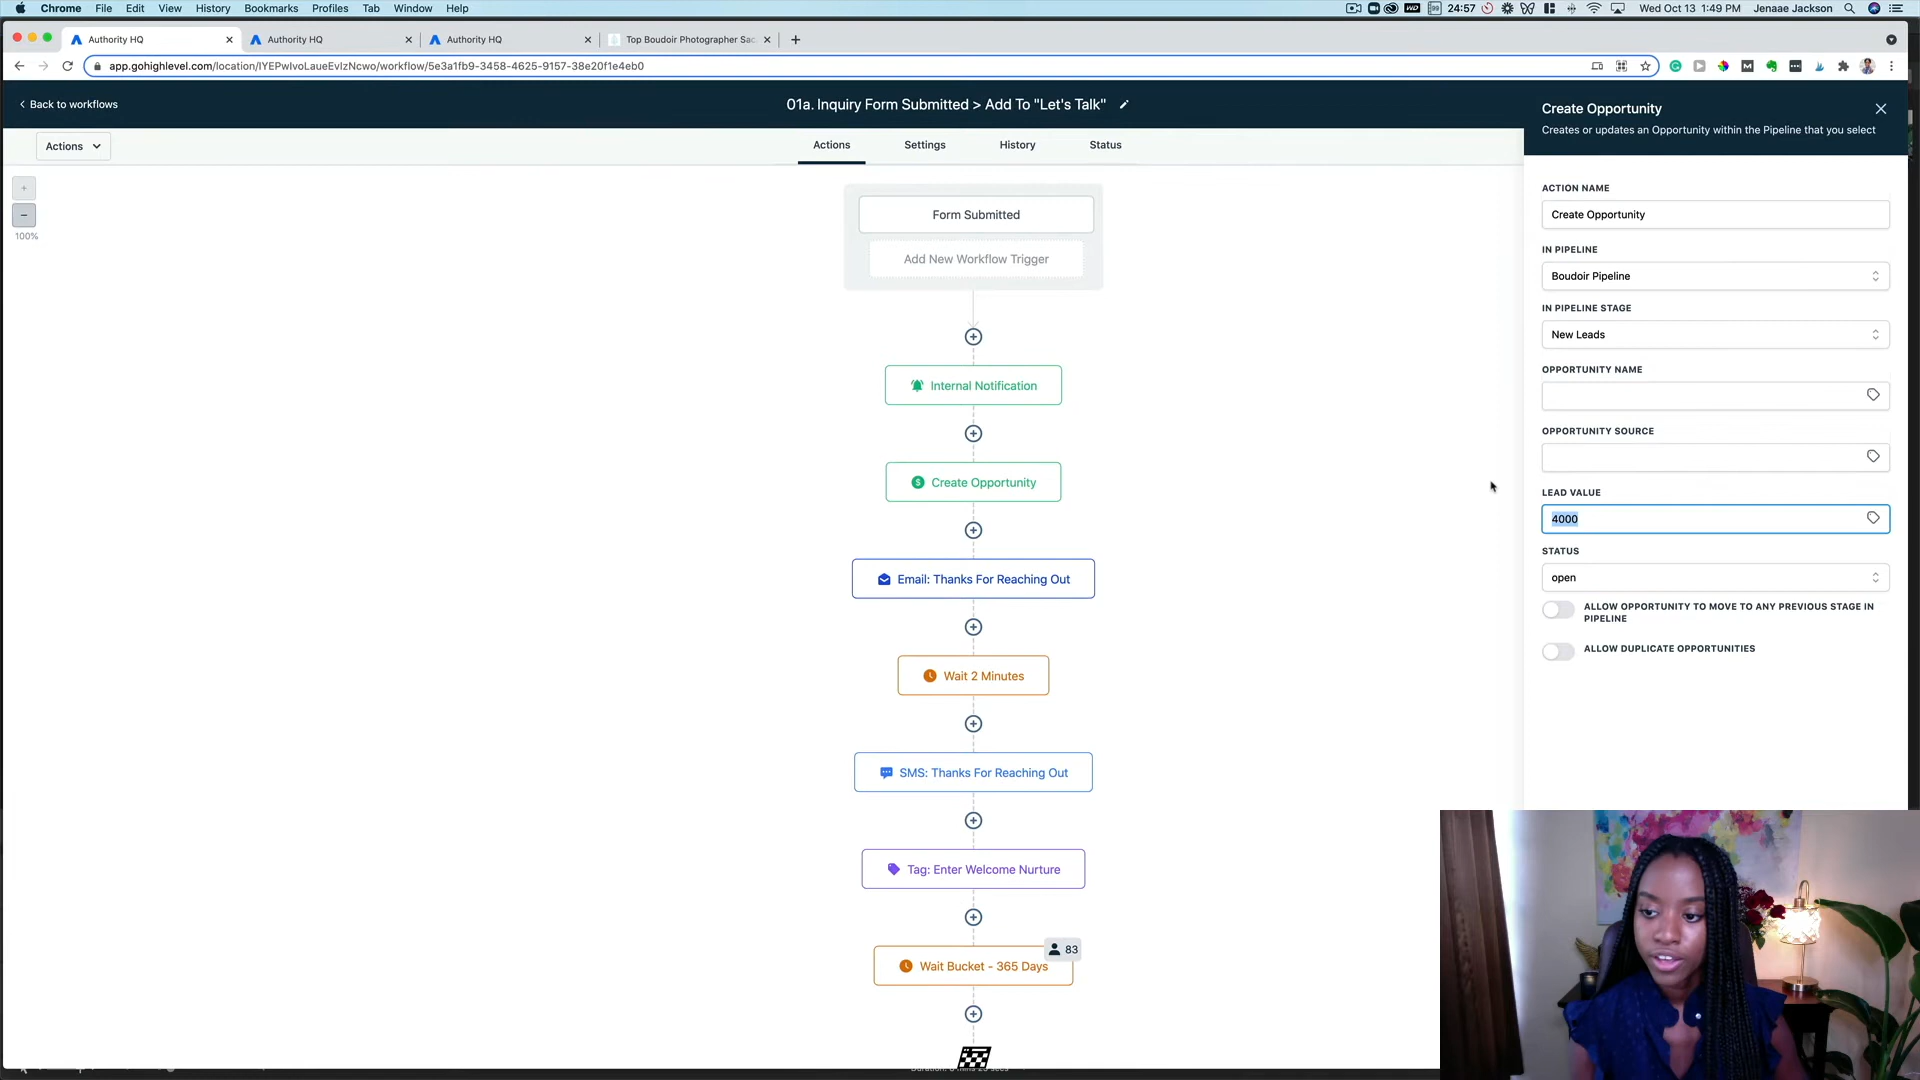 Chrome File Edit View History Bookmarks Profiles Tab Window Help
24:57 Wed Oct 13 1:49 PM Jenaae Jackson
Authority HQ
Authority HQ
Authority HQ
Top Boudoir Photographer Sac
app.gohighlevel.com/location/IYEPwIvoLaueEvIzNcwo/workflow/5e3a1fb9-3458-4625-9157-38e20f1e4eb0
Back to workflows
01a. Inquiry Form Submitted > Add To "Let's Talk"
Actions
Actions
Settings
History
Status
100%
Form Submitted
Add New Workflow Trigger
Internal Notification
Create Opportunity
Email: Thanks For Reaching Out
Wait 2 Minutes
SMS: Thanks For Reaching Out
Tag: Enter Welcome Nurture
83
Wait Bucket - 365 Days
Create Opportunity
Creates or updates an Opportunity within the Pipeline that you select
ACTION NAME
Create Opportunity
IN PIPELINE
Boudoir Pipeline
IN PIPELINE STAGE
New Leads
OPPORTUNITY NAME
OPPORTUNITY SOURCE
LEAD VALUE
4000
STATUS
open
ALLOW OPPORTUNITY TO MOVE TO ANY PREVIOUS STAGE IN
PIPELINE
ALLOW DUPLICATE OPPORTUNITIES